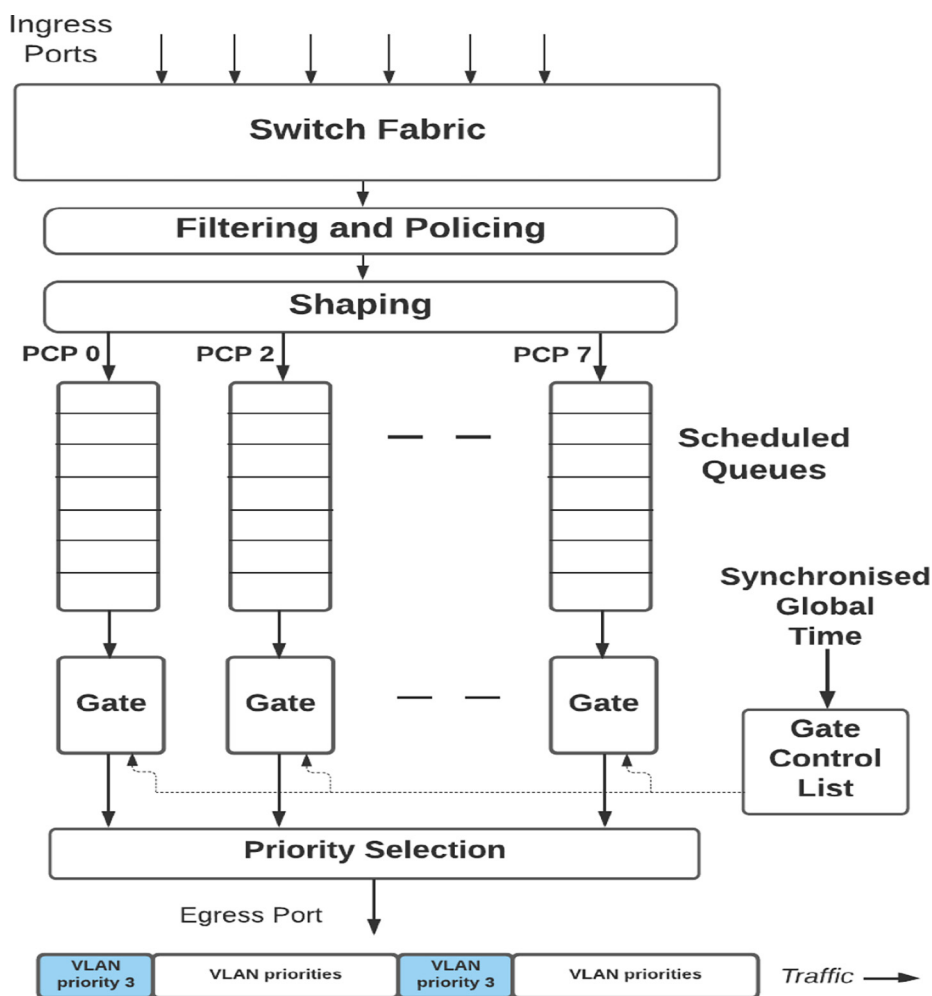 Ingress
Ports
Switch Fabric
Filtering and Policing
Shaping
PCP 0
PCP 2
PCP 7
Scheduled
Queues
Synchronised
Global
Time
Gate
Gate
Gate
Gate
Control
List
Priority Selection
Egress Port
VLAN
priority 3
VLAN priorities
VLAN
priority 3
VLAN priorities
Traffic